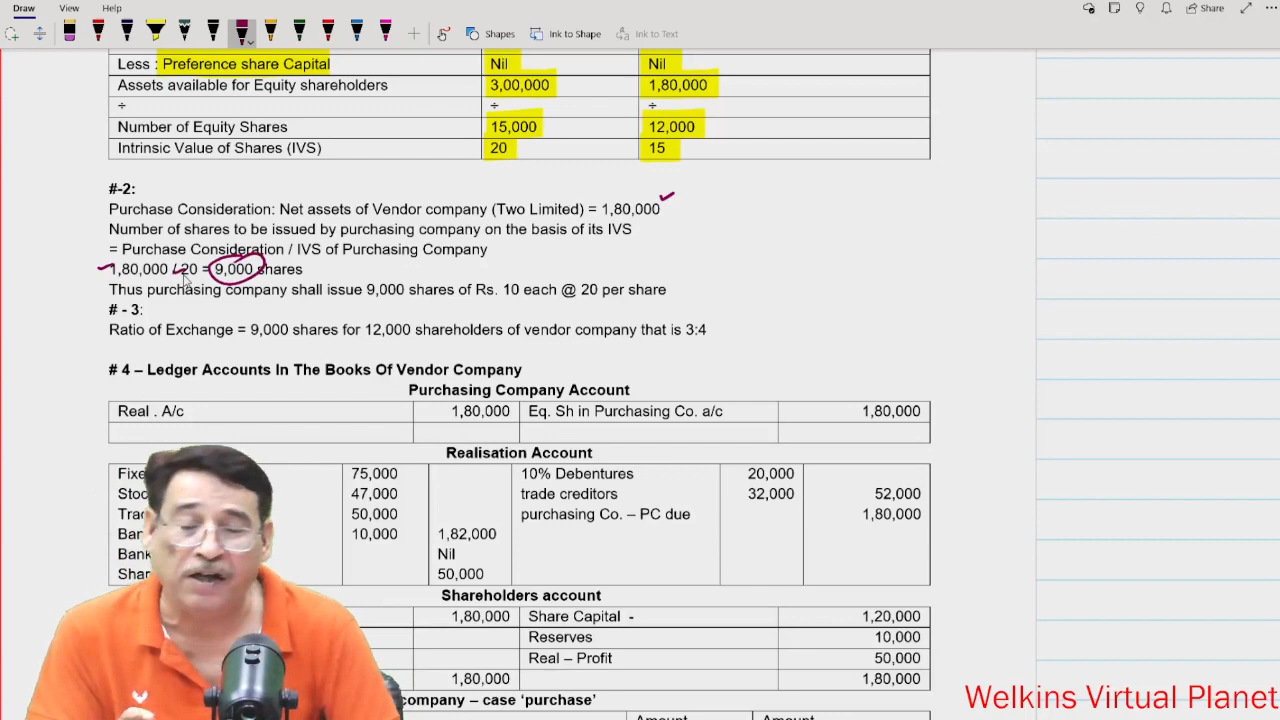 Draw View Help
Share
Shapes Ink to Shape Ink to Text
Less : Preference share Capital Nil Nil
Assets available for Equity shareholders 3,00,000 1,80,000
÷ ÷ ÷
Number of Equity Shares 15,000 12,000
Intrinsic Value of Shares (IVS) 20 15
#-2:
Purchase Consideration: Net assets of Vendor company (Two Limited) = 1,80,000
Number of shares to be issued by purchasing company on the basis of its IVS
= Purchase Consideration / IVS of Purchasing Company
1,80,000 / 20 = 9,000 shares
Thus purchasing company shall issue 9,000 shares of Rs. 10 each @ 20 per share
# - 3:
Ratio of Exchange = 9,000 shares for 12,000 shareholders of vendor company that is 3:4
# 4 – Ledger Accounts In The Books Of Vendor Company
Purchasing Company Account
Real . A/c 1,80,000 Eq. Sh in Purchasing Co. a/c 1,80,000
Realisation Account
75,000 10% Debentures 20,000
47,000 trade creditors 32,000 52,000
50,000 purchasing Co. – PC due 1,80,000
10,000 1,82,000
Bank Nil
50,000
Shareholders account
1,80,000 Share Capital - 1,20,000
Reserves 10,000
Real – Profit 50,000
1,80,000 1,80,000
company – case ‘purchase’
Amount Amount
Welkins Virtual Planet